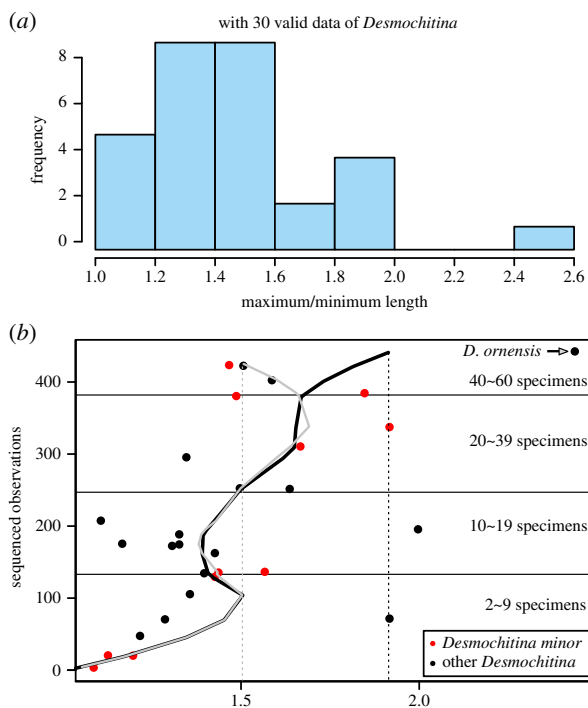 (a)
with 30 valid data of Desmochitina
8
6
4
2
0
frequency
1.0 1.2 1.4 1.6 1.8 2.0 2.2 2.4 2.6
maximum/minimum length
(b)
D. ornensis
40~60 specimens
20~39 specimens
10~19 specimens
2~9 specimens
400
300
200
100
0
sequenced observations
Desmochitina minor
other Desmochitina
1.5 2.0